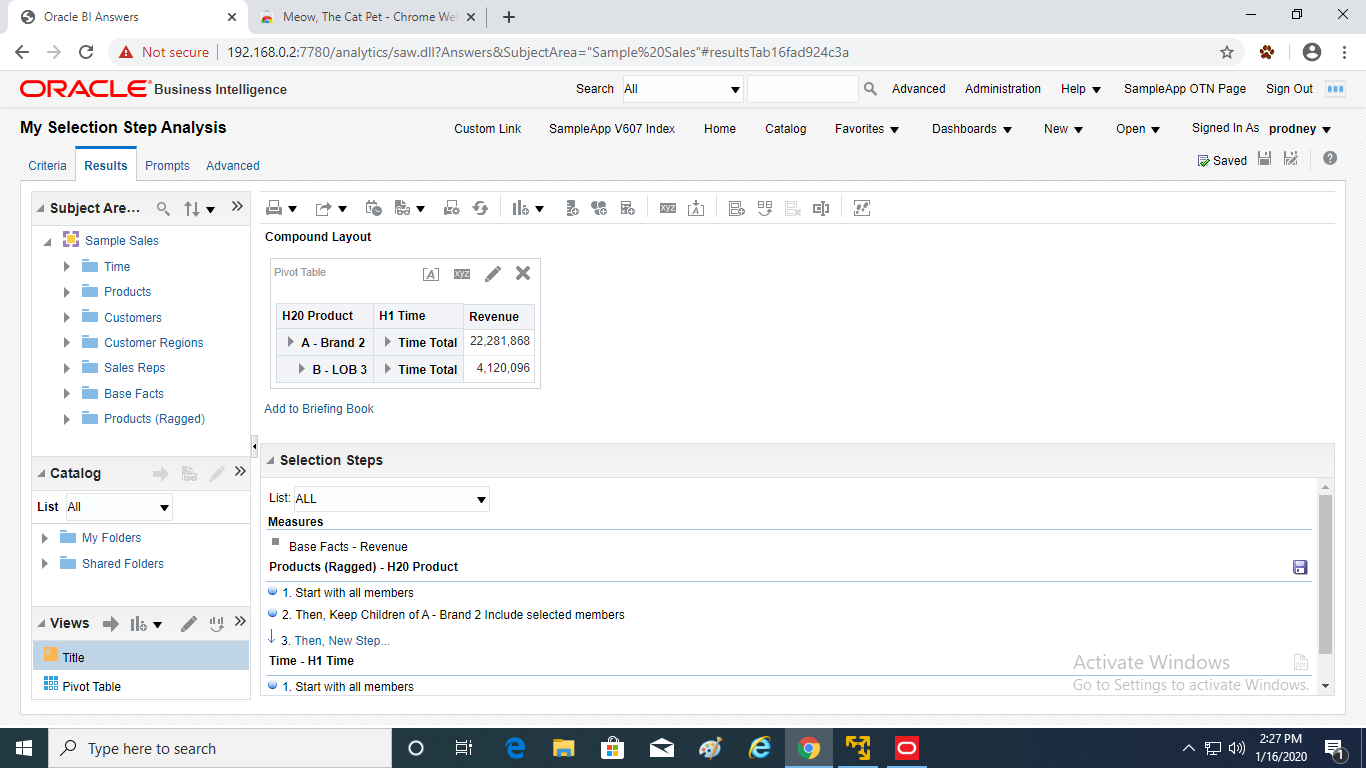 Oracle BI Answers
Meow, The Cat Pet - Chrome We
Not secure 192.168.0.2:7780/analytics/saw.dll?Answers&SubjectArea="Sample%20Sales"#resultsTab16fad924c3a
ORACLE Business Intelligence Search All Advanced Administration Help SampleApp OTN Page Sign Out
My Selection Step Analysis Custom Link SampleApp V607 Index Home Catalog Favorites Dashboards New Open Signed In As prodney
Criteria Results Prompts Advanced Saved
Subject Are...
Sample Sales
Time
Products
Customers
Customer Regions
Sales Reps
Base Facts
Products (Ragged)
Catalog
List All
My Folders
Shared Folders
Views
Title
Pivot Table
Compound Layout
Pivot Table
H20 Product H1 Time Revenue
A - Brand 2 Time Total 22,281,868
B - LOB 3 Time Total 4,120,096
Add to Briefing Book
Selection Steps
List: ALL
Measures
Base Facts - Revenue
Products (Ragged) - H20 Product
1. Start with all members
2. Then, Keep Children of A - Brand 2 Include selected members
3. Then, New Step...
Time - H1 Time
1. Start with all members
Activate Windows
Go to Settings to activate Windows.
Type here to search
2:27 PM
1/16/2020
1